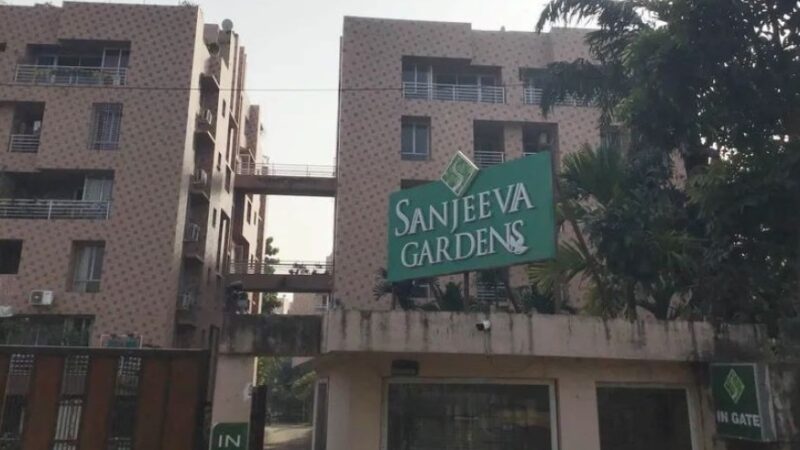 SANJEEVA
GARDENS
IN
IN GATE